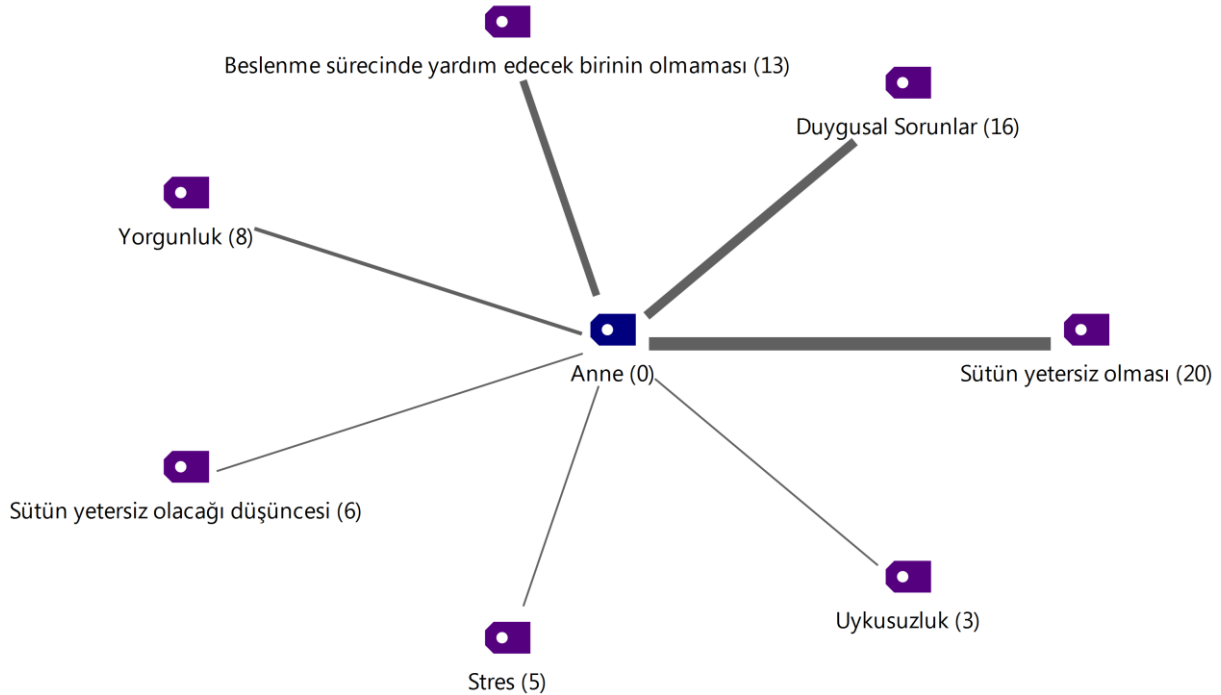 Beslenme sürecinde yardım edecek birinin olmaması (13)
Duygusal Sorunlar (16)
Yorgunluk (8)
Anne (0)
Sütün yetersiz olması (20)
Sütün yetersiz olacağı düşüncesi (6)
Uykusuzluk (3)
Stres (5)